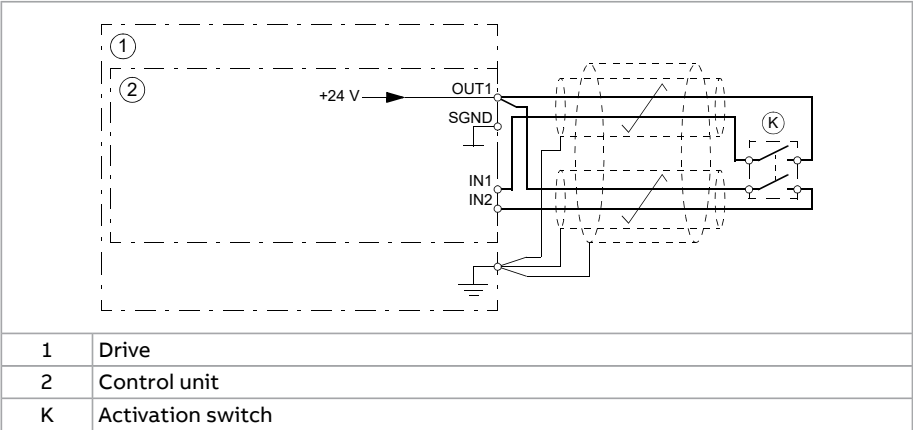 1
2
+24 V
OUT1
SGND
K
IN1
IN2
1 Drive
2 Control unit
K Activation switch